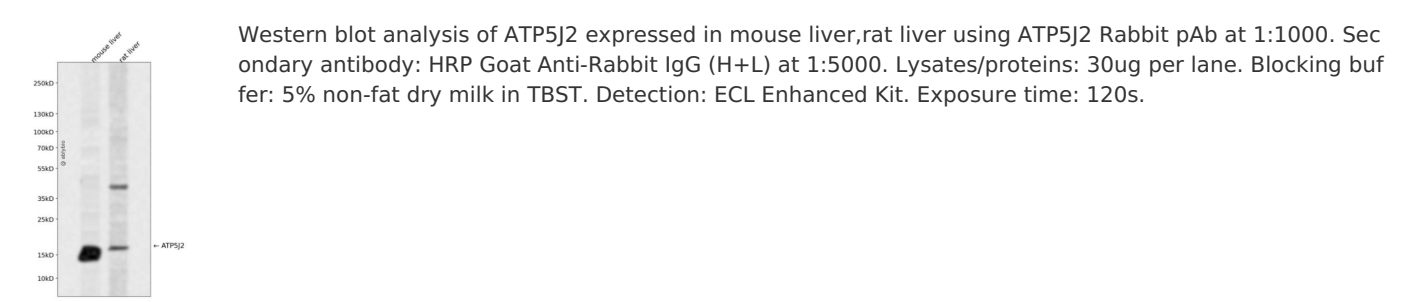 mouse liver
rat liver
250kD
130kD
100kD
70kD
55kD
35kD
25kD
15kD
10kD
@ ablybio
← ATP5J2
Western blot analysis of ATP5J2 expressed in mouse liver,rat liver using ATP5J2 Rabbit pAb at 1:1000. Sec
ondary antibody: HRP Goat Anti-Rabbit IgG (H+L) at 1:5000. Lysates/proteins: 30ug per lane. Blocking buf
fer: 5% non-fat dry milk in TBST. Detection: ECL Enhanced Kit. Exposure time: 120s.